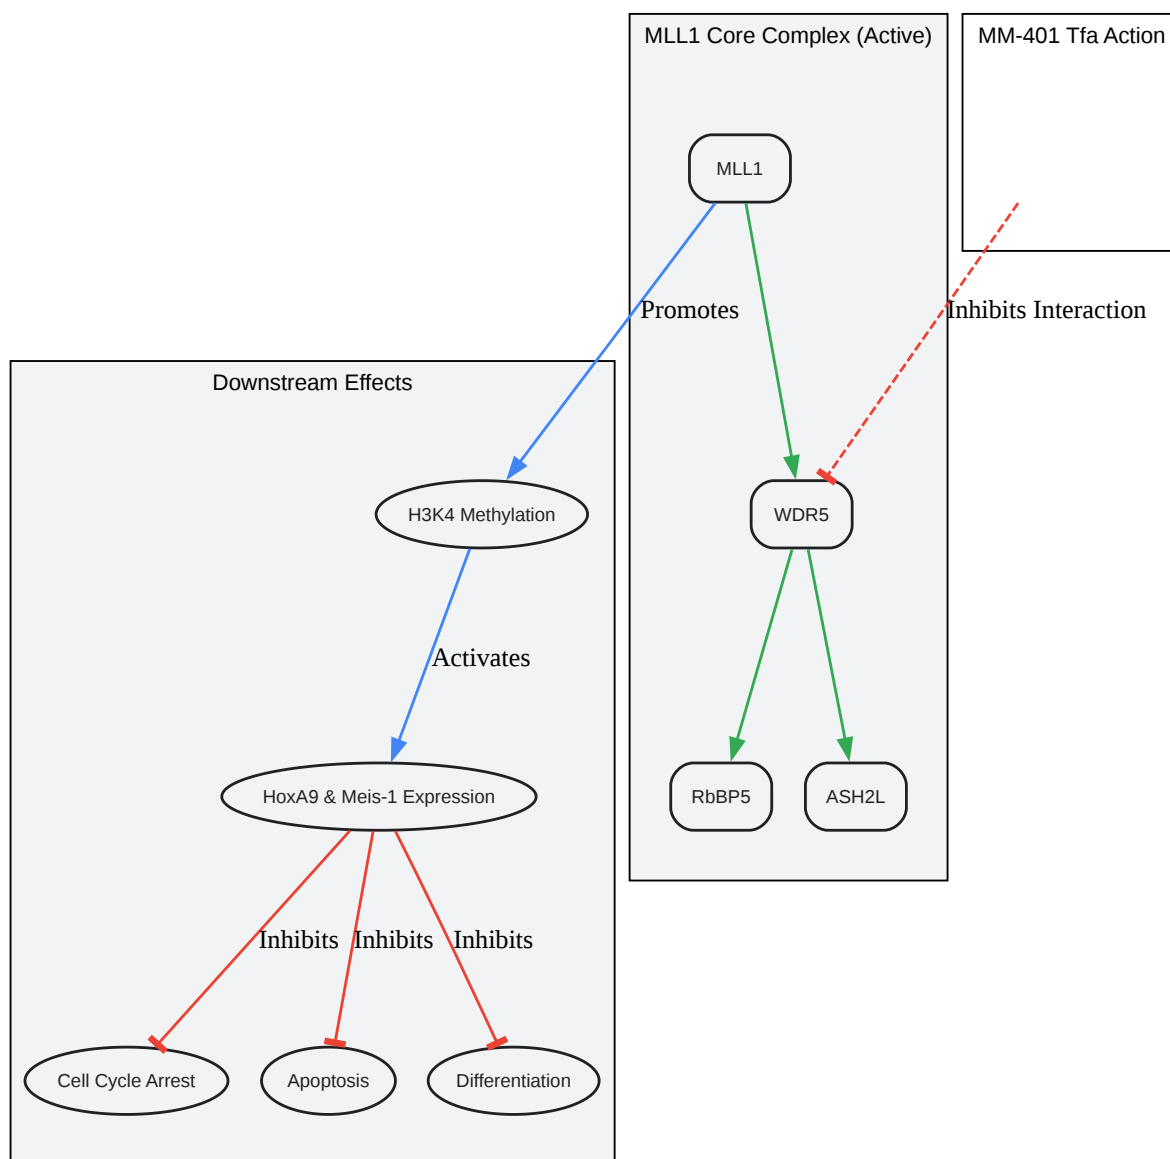 MLL1 Core Complex (Active)
MM-401 Tfa Action
MLL1
Promotes
Inhibits Interaction
Downstream Effects
H3K4 Methylation
WDR5
Activates
HoxA9 & Meis-1 Expression
RbBP5
ASH2L
Inhibits
Inhibits
Inhibits
Cell Cycle Arrest
Apoptosis
Differentiation